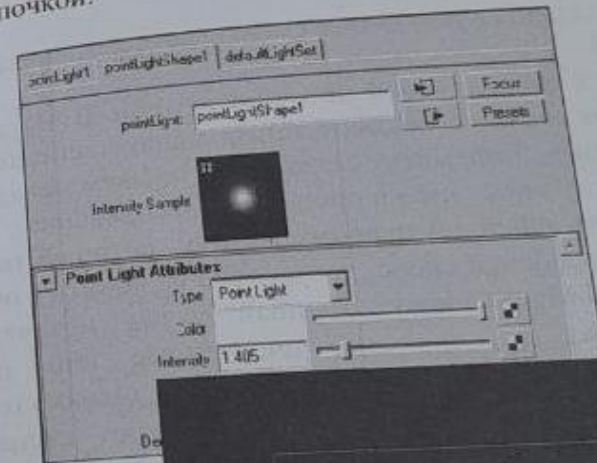 почкой.
pointLight1 pointLightShape1 defaultLightSet
pointLight: pointLightShape1 Focus
Presets
Intensity Sample
Point Light Attributes
Type Point Light
Color
Intensity 1.405